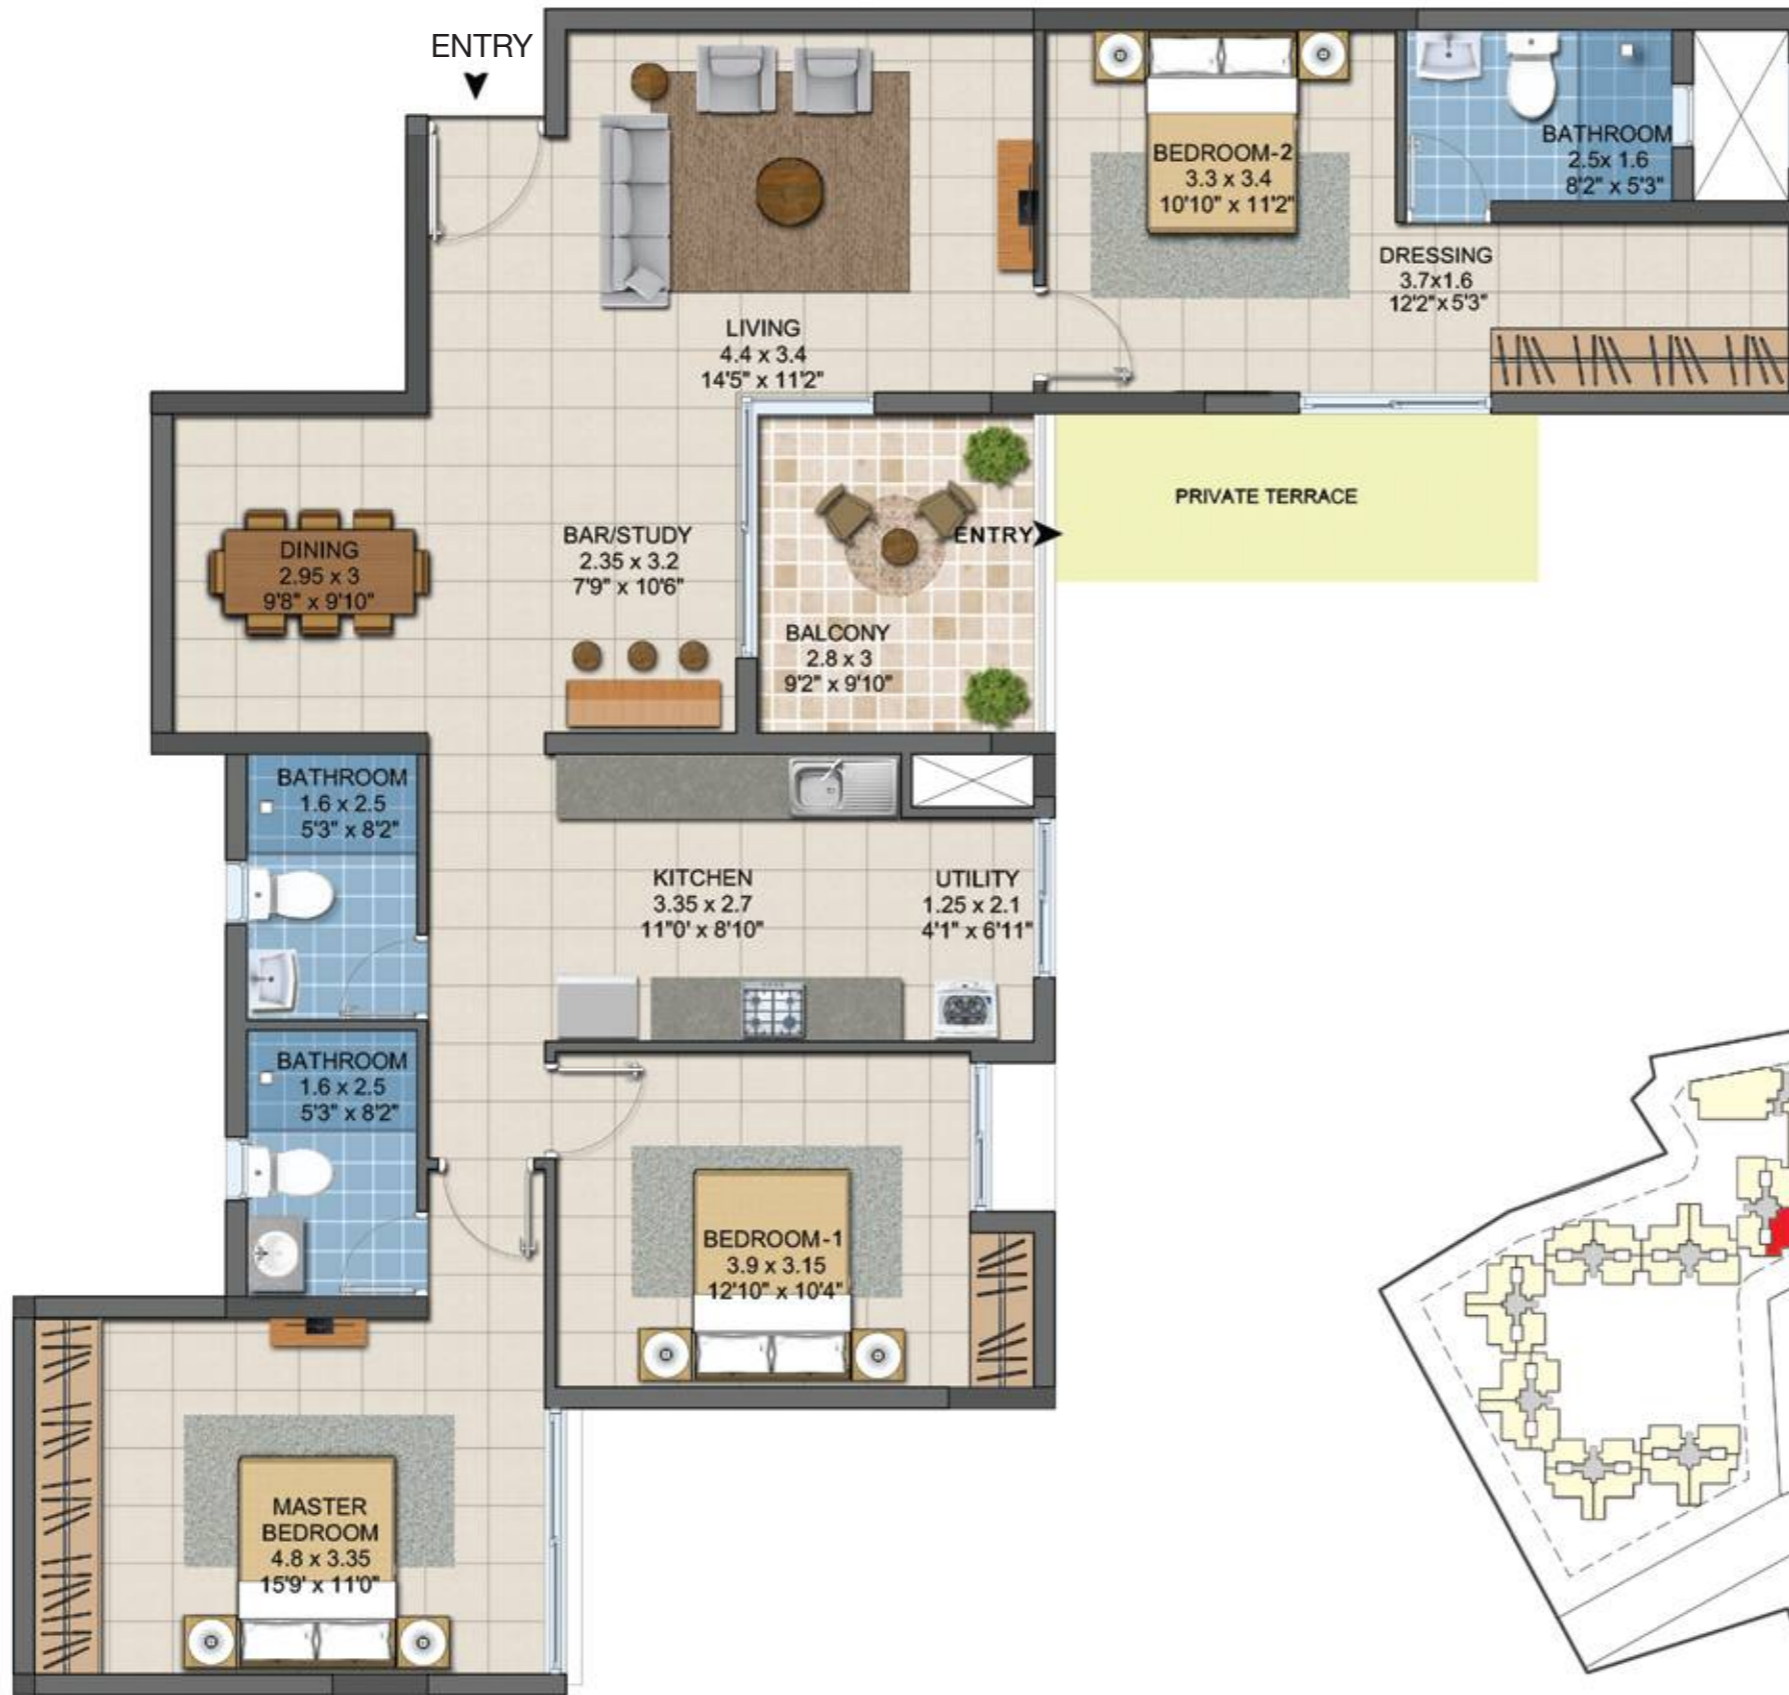 ENTRY
BEDROOM-2
3.3 x 3.4
10'10" x 11'2"
BATHROOM
2.5x 1.6
8'2" x 5'3"
DRESSING
3.7x1.6
12'2"x5'3"
LIVING
4.4 x 3.4
14'5" x 11'2"
PRIVATE TERRACE
ENTRY
DINING
2.95 x 3
9'8" x 9'10"
BAR/STUDY
2.35 x 3.2
7'9" x 10'6"
BALCONY
2.8 x 3
9'2" x 9'10"
BATHROOM
1.6 x 2.5
5'3" x 8'2"
KITCHEN
3.35 x 2.7
11"0' x 8'10"
UTILITY
1.25 x 2.1
4'1" x 6'11"
BATHROOM
1.6 x 2.5
5'3" x 8'2"
BEDROOM-1
3.9 x 3.15
12'10" x 10'4"
MASTER
BEDROOM
4.8 x 3.35
15'9' x 11'0"